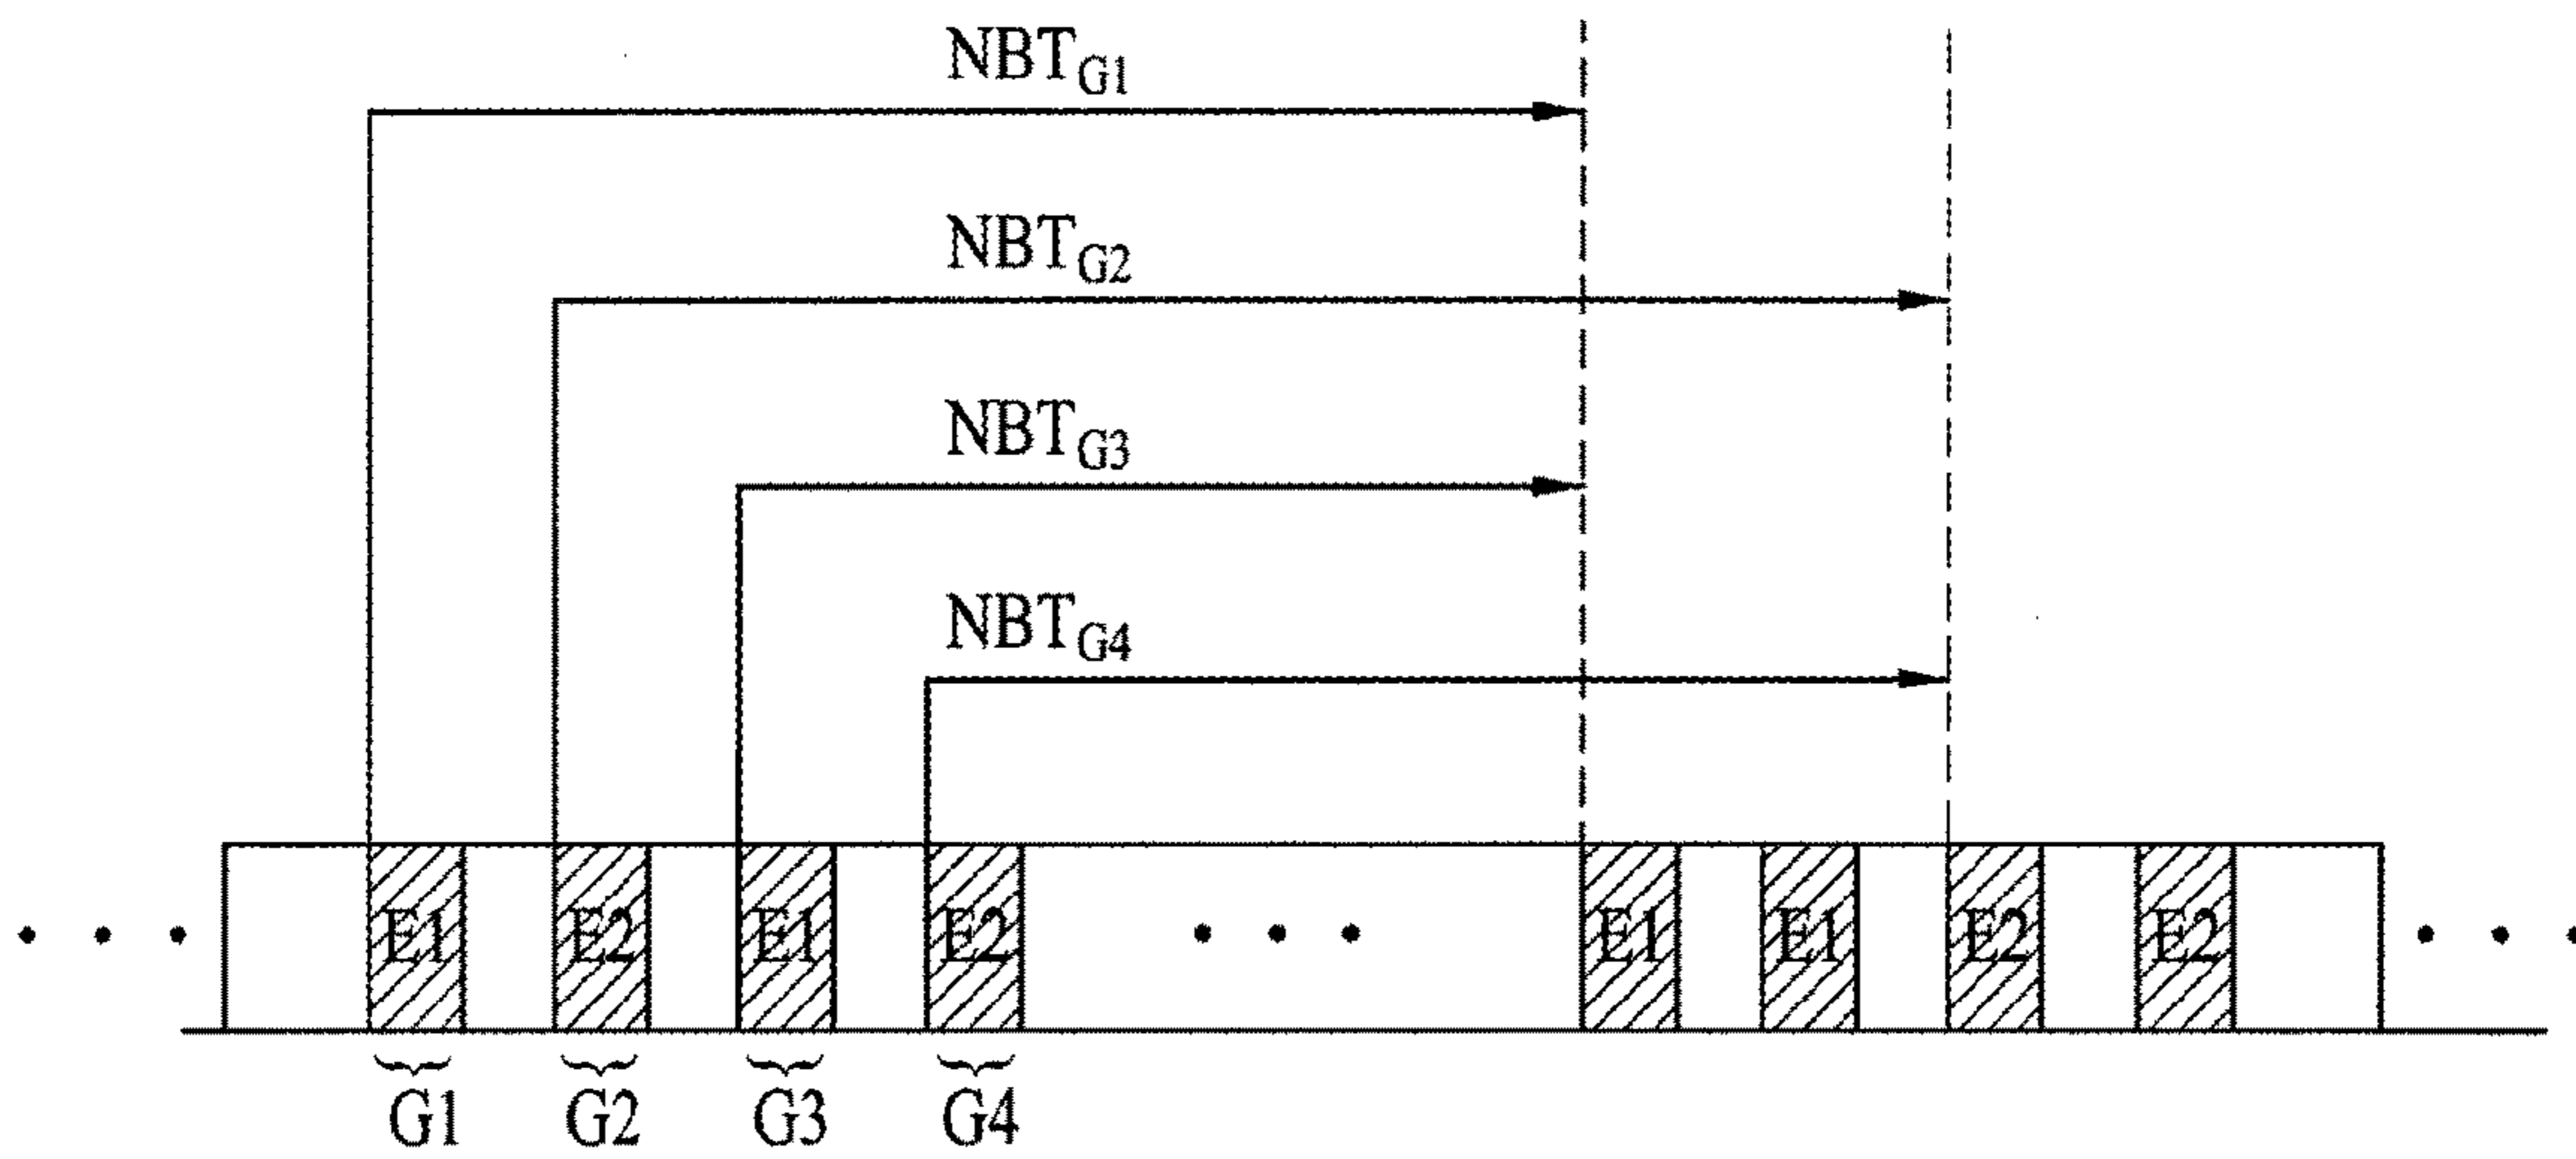 NBT_G1
NBT_G2
NBT_G3
NBT_G4
E1 E2 E1 E2 E1 E1 E2 E2
G1 G2 G3 G4